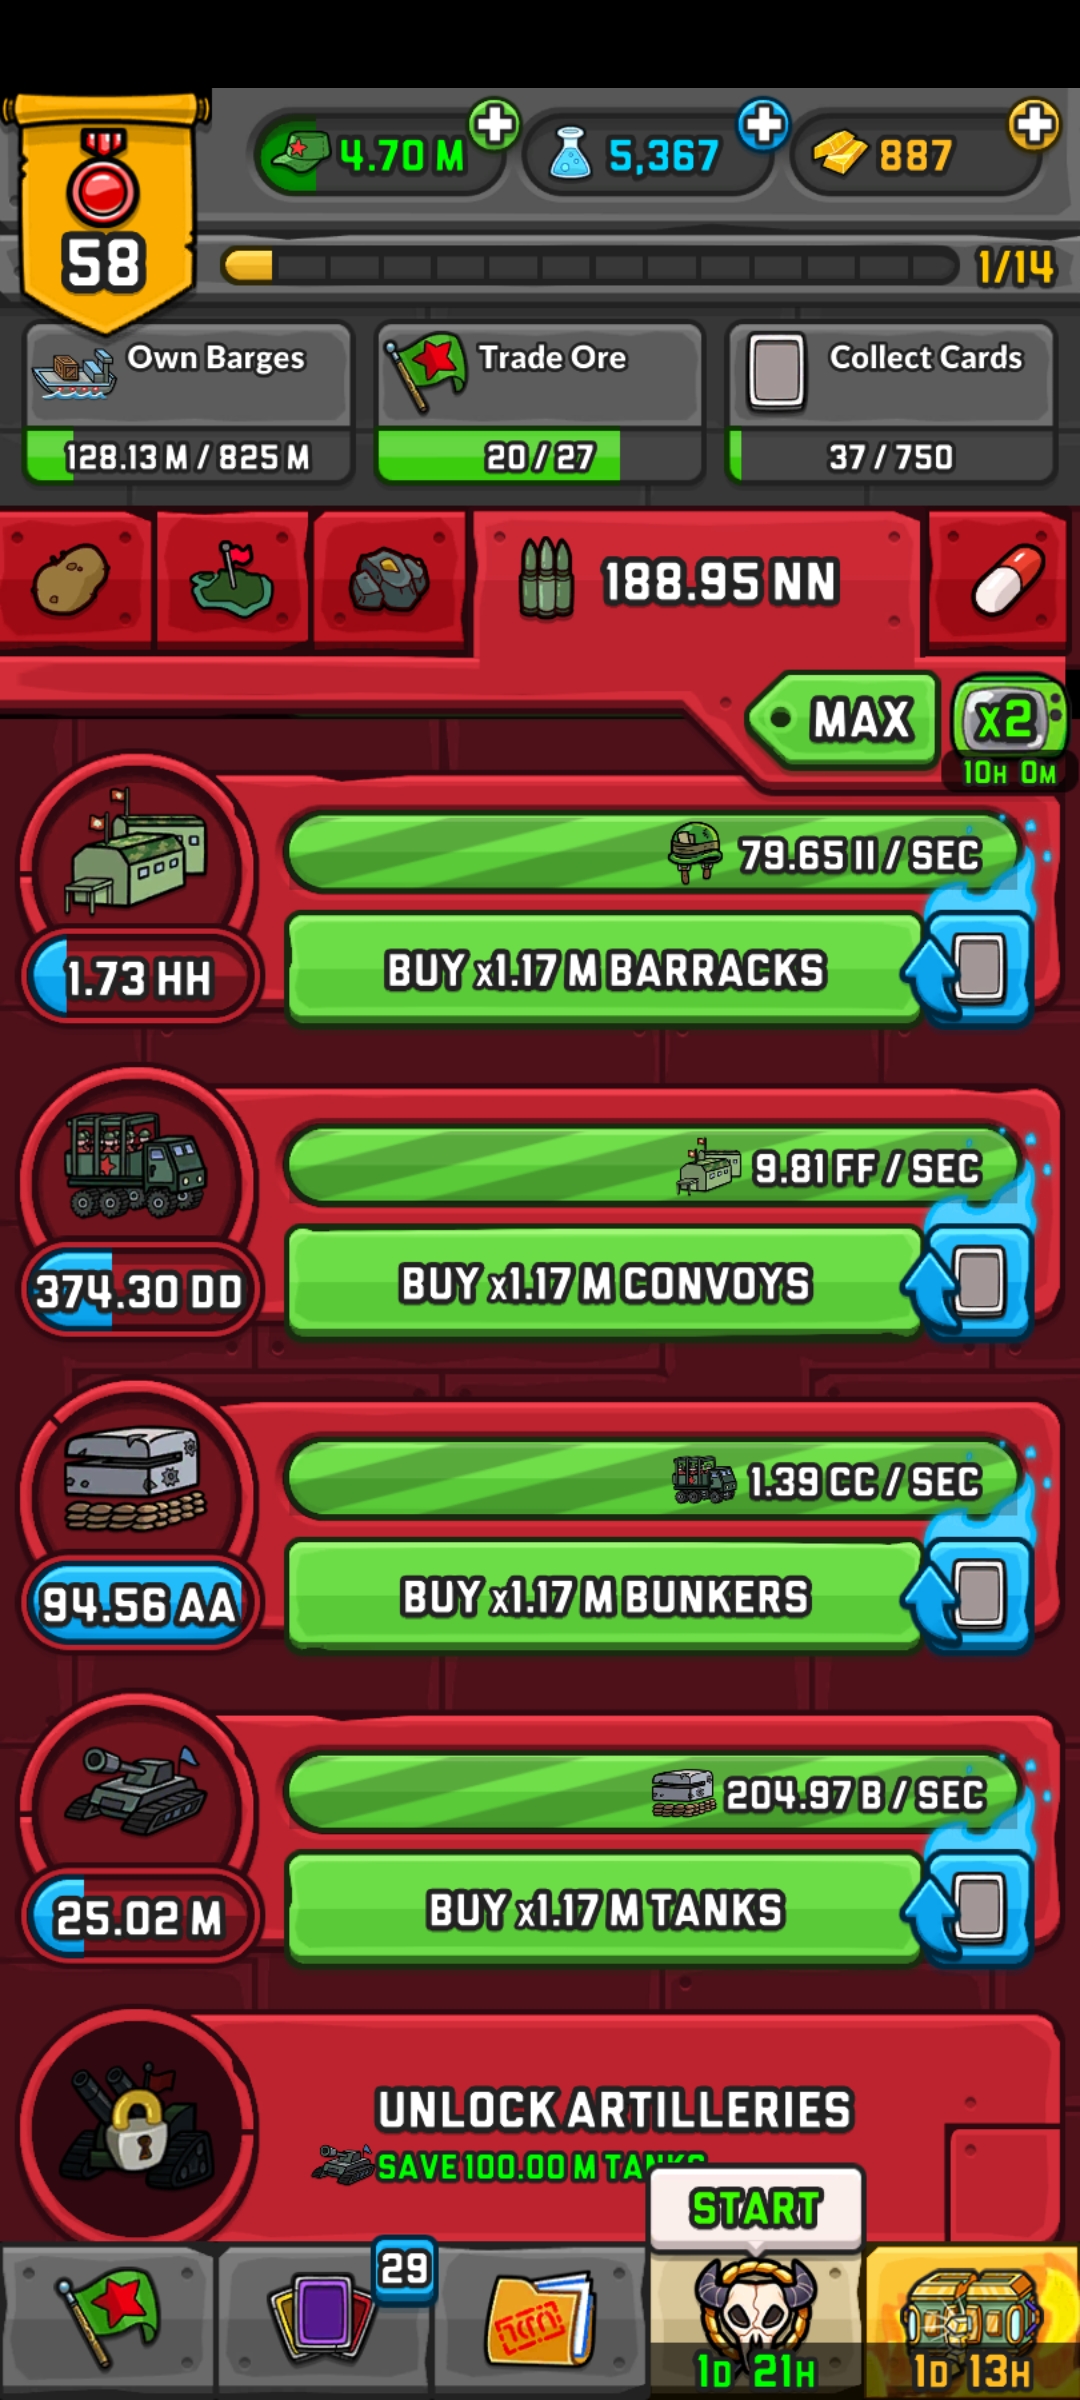 58
4.70 M
5,367
887
1/14
Own Barges
128.13 M / 825 M
Trade Ore
20 / 27
Collect Cards
37 / 750
188.95 NN
MAX
x2
10H 0M
79.65 II / SEC
1.73 HH
BUY x1.17 M BARRACKS
9.81 FF / SEC
374.30 DD
BUY x1.17 M CONVOYS
1.39 CC / SEC
94.56 AA
BUY x1.17 M BUNKERS
204.97 B / SEC
25.02 M
BUY x1.17 M TANKS
UNLOCK ARTILLERIES
SAVE 100.00 M TANKS
START
29
1D 21H
1D 13H